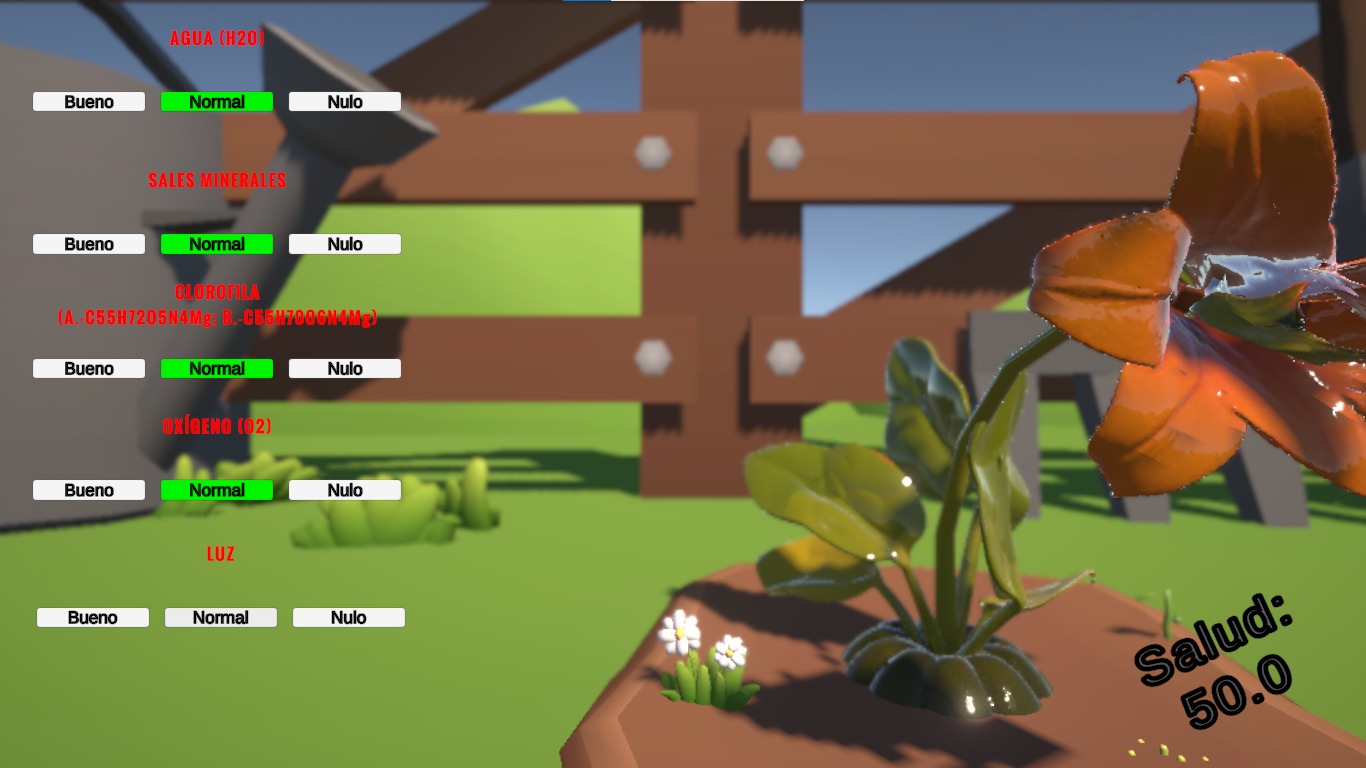 AGUA (H2O)
Bueno Normal Nulo
SALES MINERALES
Bueno Normal Nulo
CLOROFILA
(A.-C55H72O5N4Mg; B.-C55H70O6N4Mg)
Bueno Normal Nulo
OXÍGENO (O2)
Bueno Normal Nulo
LUZ
Bueno Normal Nulo
Salud:
50.0